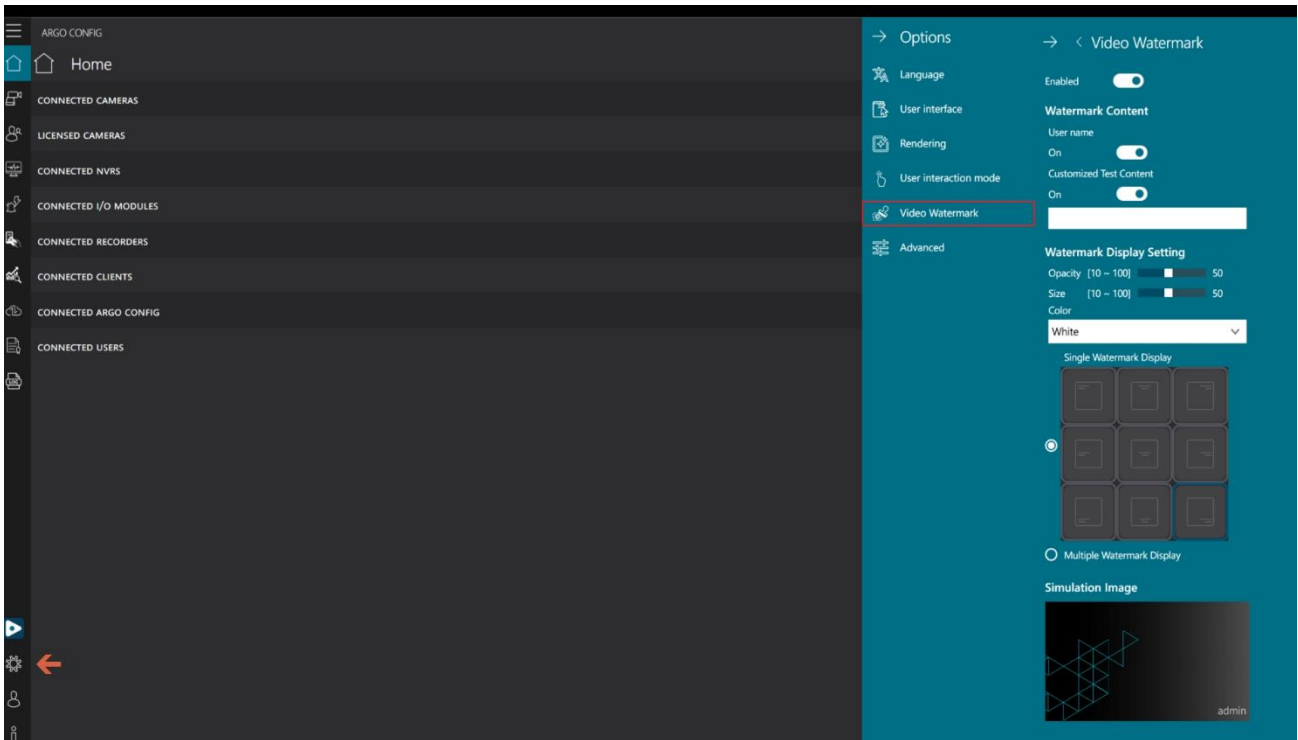 ARGO CONFIG
Home
CONNECTED CAMERAS
LICENSED CAMERAS
CONNECTED NVRS
CONNECTED I/O MODULES
CONNECTED RECORDERS
CONNECTED CLIENTS
CONNECTED ARGO CONFIG
CONNECTED USERS
LOG
Options
Language
User interface
Rendering
User interaction mode
Video Watermark
Advanced
Video Watermark
Enabled
Watermark Content
User name
On
Customized Test Content
On
Watermark Display Setting
Opacity [10 ~ 100] 50
Size [10 ~ 100] 50
Color
White
Single Watermark Display
Multiple Watermark Display
Simulation Image
admin